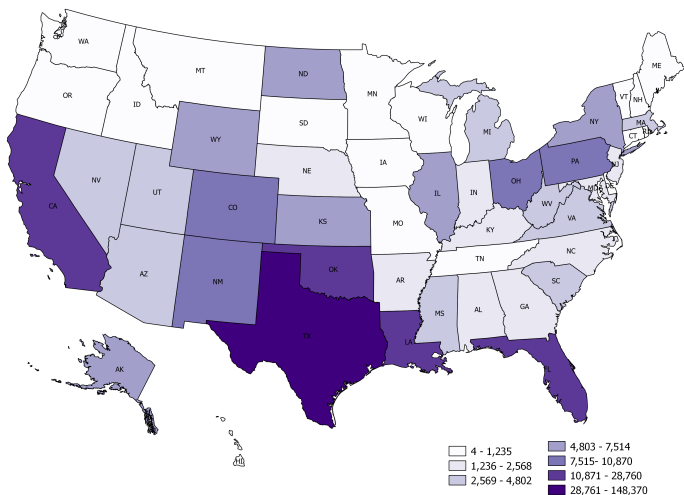 WA
MT
ND
MN
ME
OR
ID
SD
WI
MI
VT
NH
NY
MA
RI
CT
WY
NE
IA
PA
NJ
NV
UT
CO
KS
IL
IN
OH
MD
DE
WV
VA
CA
MO
KY
NC
AZ
NM
OK
AR
TN
SC
TX
LA
MS
AL
GA
FL
AK
HI
4 - 1,235
1,236 - 2,568
2,569 - 4,802
4,803 - 7,514
7,515- 10,870
10,871 - 28,760
28,761 - 148,370